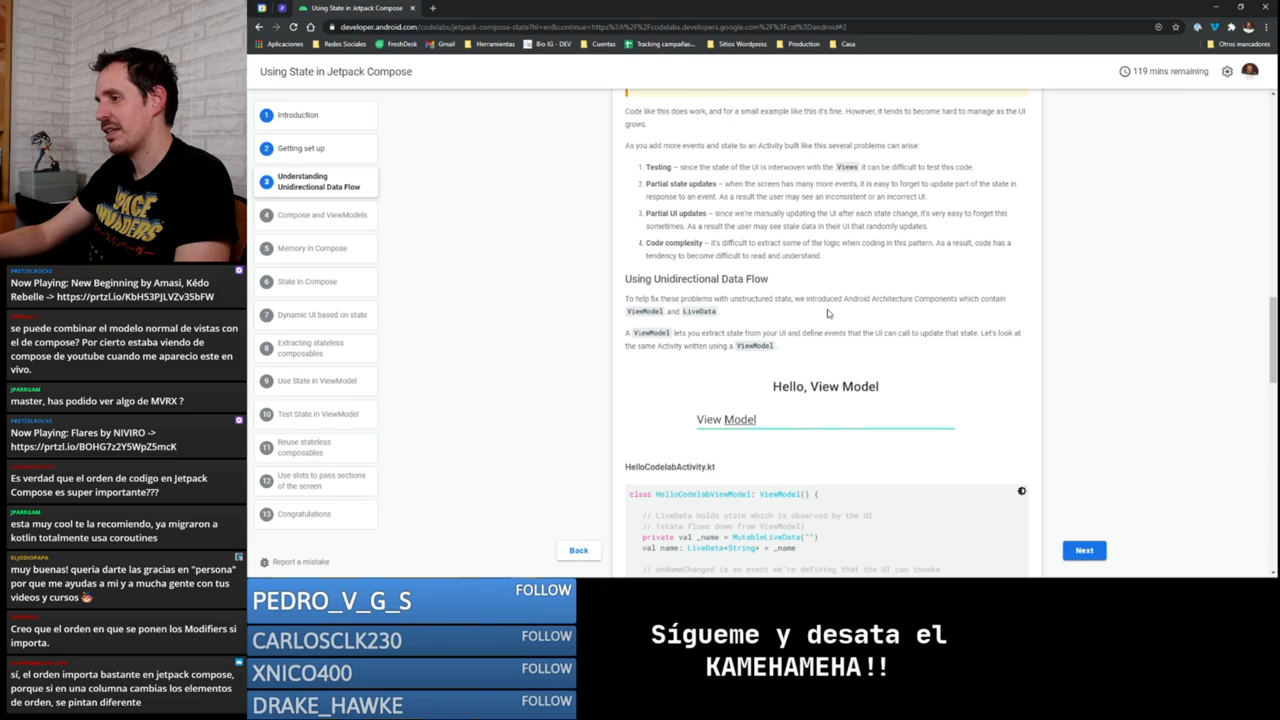 Using State in Jetpack Compose
developer.android.com/codelabs/jetpack-compose-state?hl=en&continue=https%3A%2F%2Fcodelabs.developers.google.com%2F%3Fcat%3Dandroid#2
Aplicaciones
Redes Sociales
FreshDesk
Gmail
Herramientas
Bio IG - DEV
Cuentas
Tracking campañas...
Sitios Wordpress
Production
Casa
Otros marcadores
Using State in Jetpack Compose
119 mins remaining
SPACE
INVADERS
1 Introduction
2 Getting set up
3 Understanding
Unidirectional Data Flow
4 Compose and ViewModels
5 Memory in Compose
6 State in Compose
7 Dynamic UI based on state
8 Extracting stateless
composables
9 Use State in ViewModel
10 Test State in ViewModel
11 Reuse stateless
composables
12 Use slots to pass sections
of the screen
13 Congratulations
Report a mistake
Code like this does work, and for a small example like this it's fine. However, it tends to become hard to manage as the UI
grows.
As you add more events and state to an Activity built like this several problems can arise:
1. Testing – since the state of the UI is interwoven with the Views it can be difficult to test this code.
2. Partial state updates – when the screen has many more events, it is easy to forget to update part of the state in
response to an event. As a result the user may see an inconsistent or an incorrect UI.
3. Partial UI updates – since we're manually updating the UI after each state change, it's very easy to forget this
sometimes. As a result the user may see stale data in their UI that randomly updates.
4. Code complexity – it's difficult to extract some of the logic when coding in this pattern. As a result, code has a
tendency to become difficult to read and understand.
Using Unidirectional Data Flow
To help fix these problems with unstructured state, we introduced Android Architecture Components which contain
ViewModel and LiveData.
A ViewModel lets you extract state from your UI and define events that the UI can call to update that state. Let's look at
the same Activity written using a ViewModel.
Hello, View Model
View Model
HelloCodelabActivity.kt
class HelloCodelabViewModel: ViewModel() {
// LiveData holds state which is observed by the UI
// (state flows down from ViewModel)
private val _name = MutableLiveData("")
val name: LiveData<String> = _name
// onNameChanged is an event we're defining that the UI can invoke
Back
Next
PRETZELROCKS
Now Playing: New Beginning by Amasi, Kédo
Rebelle -> https://prtzl.io/KbH53PJLVZv35bFW
se puede combinar el modelo normal de vistas con
el de compose? Por cierto estaba viendo de
compose de youtube cuando me aparecio este en
vivo.
JPARRGAM
master, has podido ver algo de MVRX ?
PRETZELROCKS
Now Playing: Flares by NIVIRO ->
https://prtzl.io/BOHG7z2Y5WpZ5mcK
Es verdad que el orden de codigo en Jetpack
Compose es super importante???
JPARRGAM
esta muy cool te la recomiendo, ya migraron a
kotlin totalmente usa coroutines
ELJODIOPAPA
muy buenas! queria darte las gracias en "persona"
por que me ayudas a mi y a mucha gente con tus
videos y cursos
Creo que el orden en que se ponen los Modifiers si
importa.
sí, el orden importa bastante en jetpack compose,
porque si en una columna cambias los elementos
de orden, se pintan diferente
PEDRO_V_G_S FOLLOW
CARLOSCLK230 FOLLOW
XNICO400 FOLLOW
DRAKE_HAWKE FOLLOW
Sígueme y desata el
KAMEHAMEHA!!